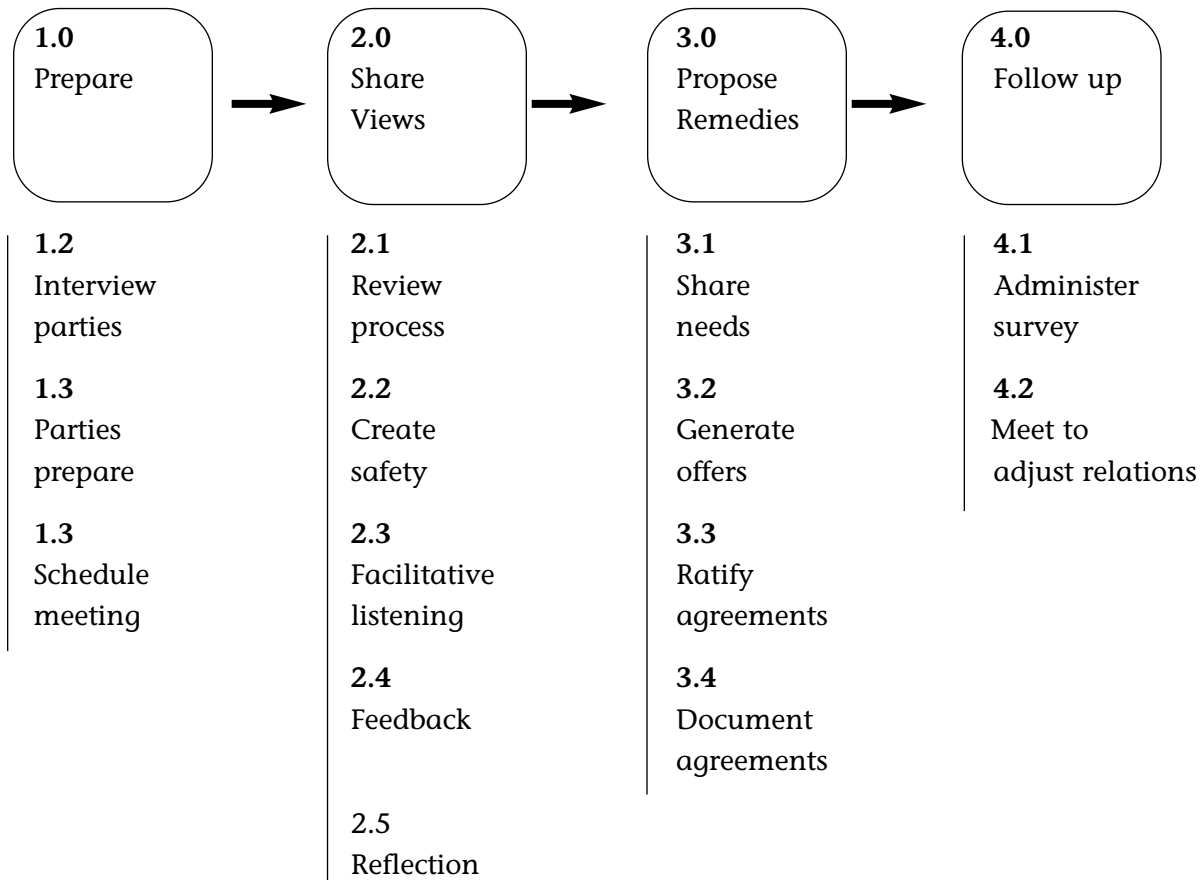 1.0
Prepare
2.0
Share
Views
3.0
Propose
Remedies
4.0
Follow up
1.2
Interview
parties
1.3
Parties
prepare
1.3
Schedule
meeting
2.1
Review
process
2.2
Create
safety
2.3
Facilitative
listening
2.4
Feedback
2.5
Reflection
3.1
Share
needs
3.2
Generate
offers
3.3
Ratify
agreements
3.4
Document
agreements
4.1
Administer
survey
4.2
Meet to
adjust relations